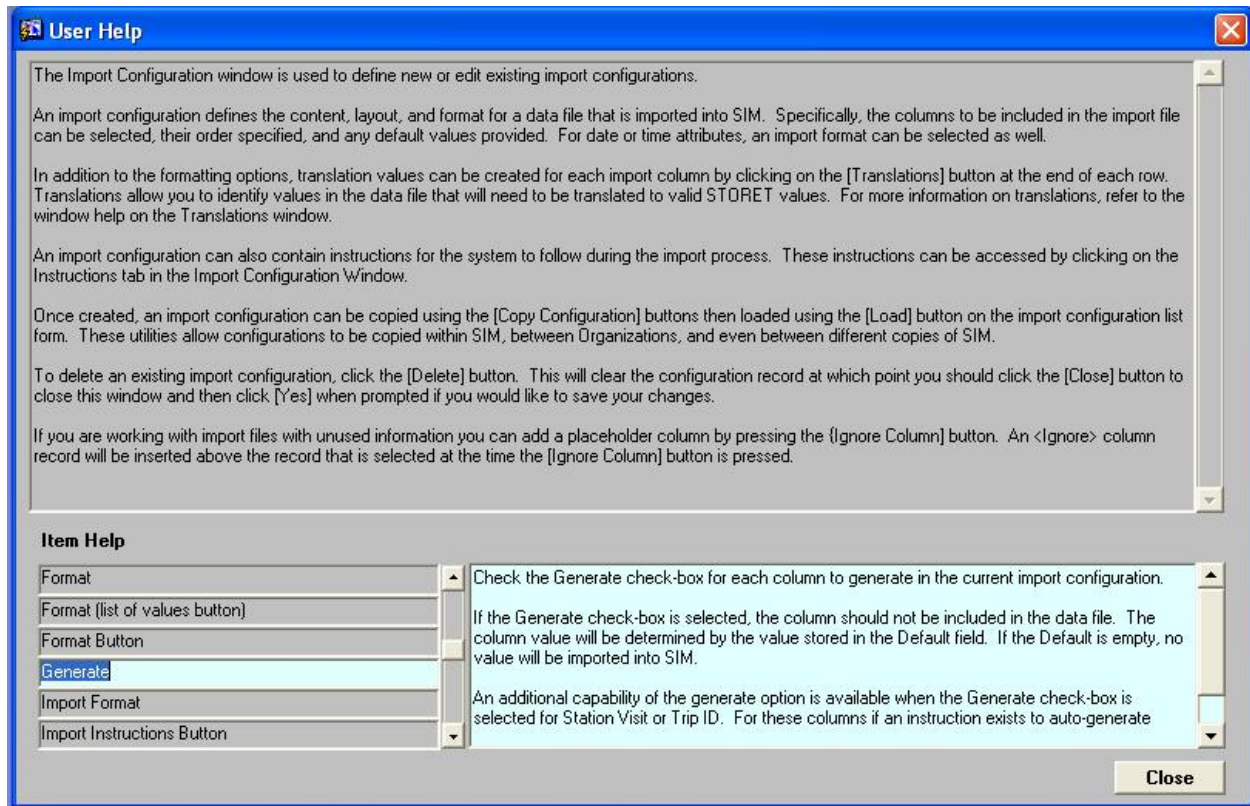 User Help
The Import Configuration window is used to define new or edit existing import configurations.
An import configuration defines the content, layout, and format for a data file that is imported into SIM.  Specifically, the columns to be included in the import file
can be selected, their order specified, and any default values provided.  For date or time attributes, an import format can be selected as well.
In addition to the formatting options, translation values can be created for each import column by clicking on the [Translations] button at the end of each row.
Translations allow you to identify values in the data file that will need to be translated to valid STORET values.  For more information on translations, refer to the
window help on the Translations window.
An import configuration can also contain instructions for the system to follow during the import process.  These instructions can be accessed by clicking on the
Instructions tab in the Import Configuration Window.
Once created, an import configuration can be copied using the [Copy Configuration] buttons then loaded using the [Load] button on the import configuration list
form.  These utilities allow configurations to be copied within SIM, between Organizations, and even between different copies of SIM.
To delete an existing import configuration, click the [Delete] button.  This will clear the configuration record at which point you should click the [Close] button to
close this window and then click [Yes] when prompted if you would like to save your changes.
If you are working with import files with unused information you can add a placeholder column by pressing the {Ignore Column] button.  An <Ignore> column
record will be inserted above the record that is selected at the time the [Ignore Column] button is pressed.
Item Help
Format
Format (list of values button)
Format Button
Generate
Import Format
Import Instructions Button
Check the Generate check-box for each column to generate in the current import configuration.
If the Generate check-box is selected, the column should not be included in the data file.  The
column value will be determined by the value stored in the Default field.  If the Default is empty, no
value will be imported into SIM.
An additional capability of the generate option is available when the Generate check-box is
selected for Station Visit or Trip ID.  For these columns if an instruction exists to auto-generate
Close